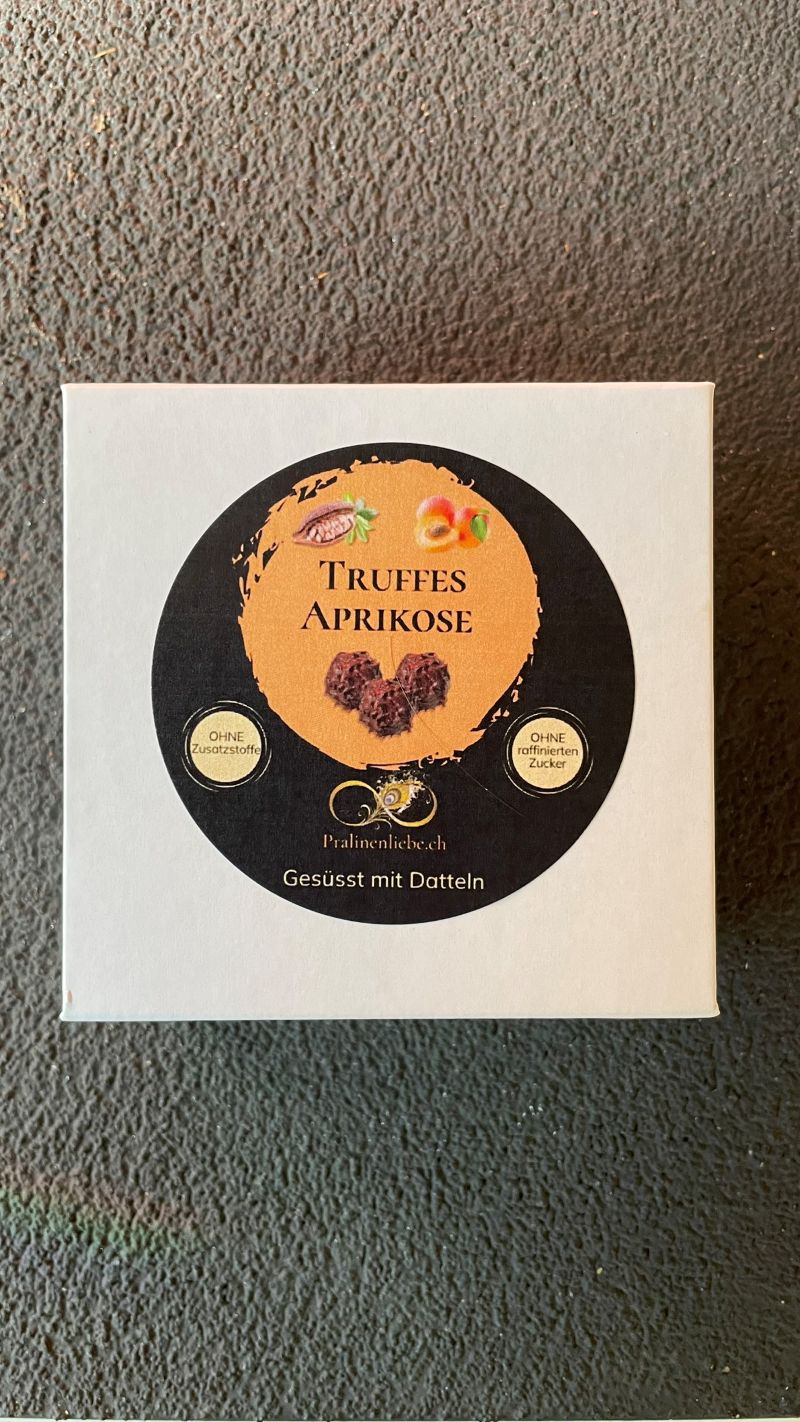 TRUFFES
APRIKOSE
OHNE
Zusatzstoffe
OHNE
raffinierten
Zucker
Pralinenliebe.ch
Gesüsst mit Datteln